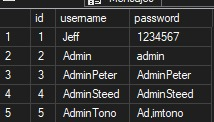 Mensajes
id username password
1 1 Jeff 1234567
2 2 Admin admin
3 3 AdminPeter AdminPeter
4 4 AdminSteed AdminSteed
5 5 AdminTono Ad,imtono